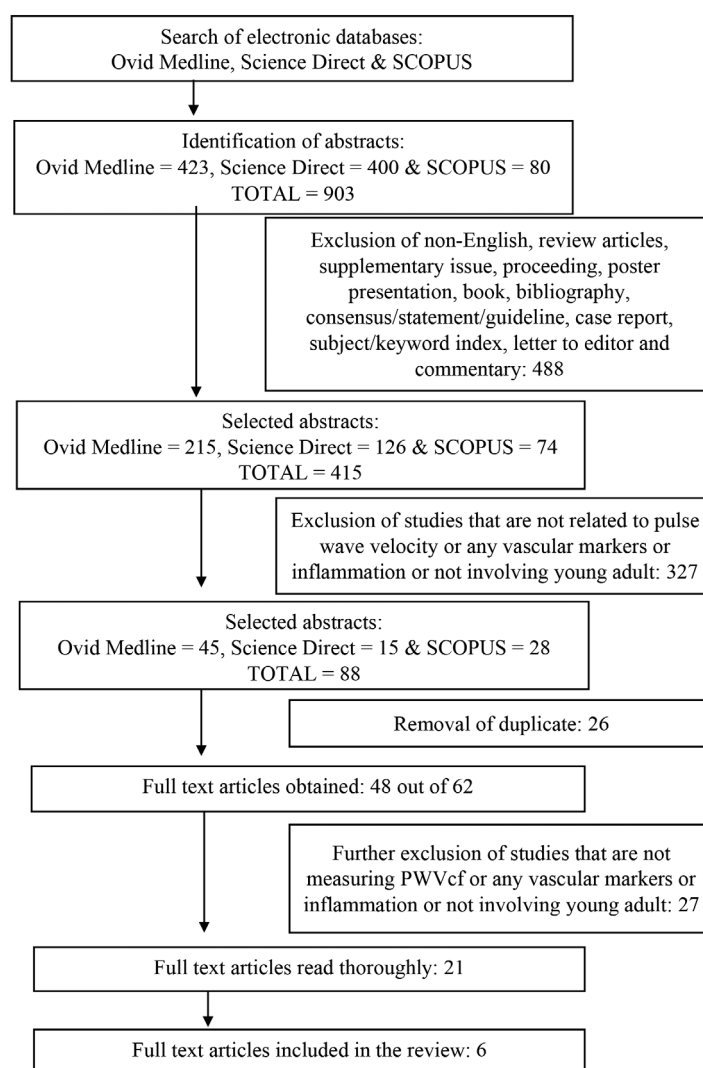 Search of electronic databases:
Ovid Medline, Science Direct & SCOPUS
Identification of abstracts:
Ovid Medline = 423, Science Direct = 400 & SCOPUS = 80
TOTAL = 903
Exclusion of non-English, review articles,
supplementary issue, proceeding, poster
presentation, book, bibliography,
consensus/statement/guideline, case report,
subject/keyword index, letter to editor and
commentary: 488
Selected abstracts:
Ovid Medline = 215, Science Direct = 126 & SCOPUS = 74
TOTAL = 415
Exclusion of studies that are not related to pulse
wave velocity or any vascular markers or
inflammation or not involving young adult: 327
Selected abstracts:
Ovid Medline = 45, Science Direct = 15 & SCOPUS = 28
TOTAL = 88
Removal of duplicate: 26
Full text articles obtained: 48 out of 62
Further exclusion of studies that are not
measuring PWVcf or any vascular markers or
inflammation or not involving young adult: 27
Full text articles read thoroughly: 21
Full text articles included in the review: 6